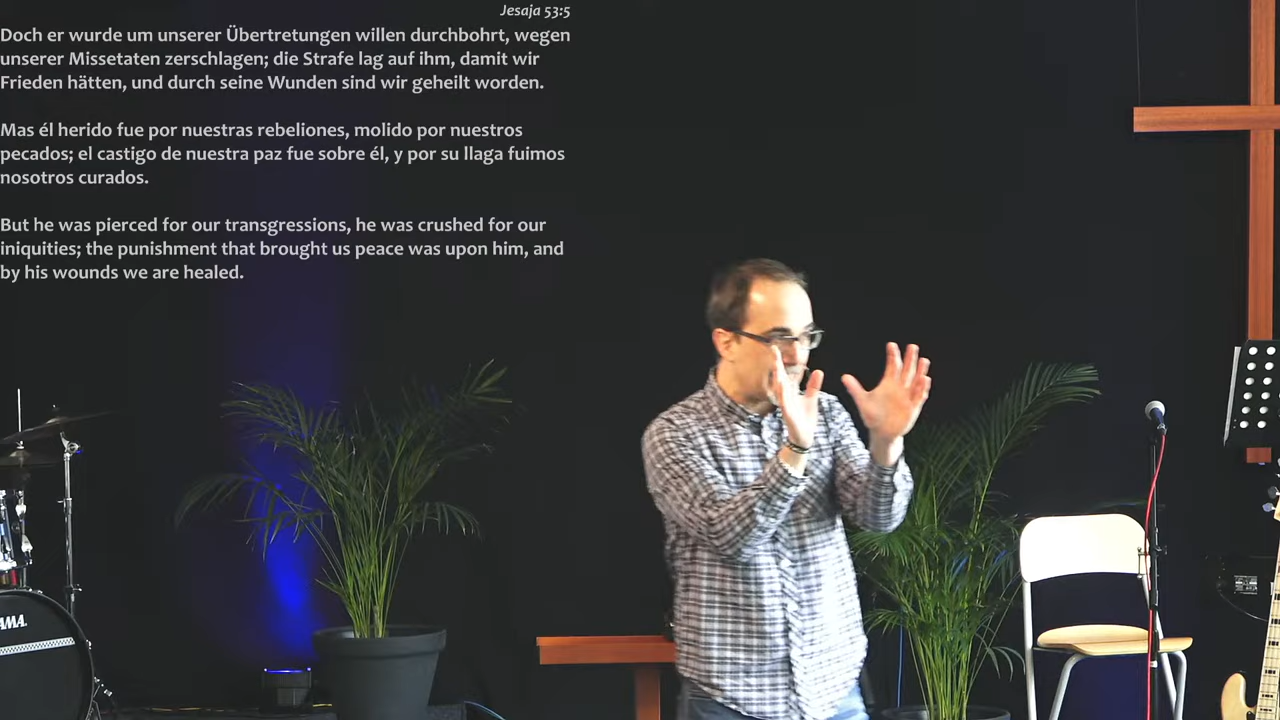 Jesaja 53:5
Doch er wurde um unserer Übertretungen willen durchbohrt, wegen
unserer Missetaten zerschlagen; die Strafe lag auf ihm, damit wir
Frieden hätten, und durch seine Wunden sind wir geheilt worden.
Mas él herido fue por nuestras rebeliones, molido por nuestros
pecados; el castigo de nuestra paz fue sobre él, y por su llaga fuimos
nosotros curados.
But he was pierced for our transgressions, he was crushed for our
iniquities; the punishment that brought us peace was upon him, and
by his wounds we are healed.
AMA.